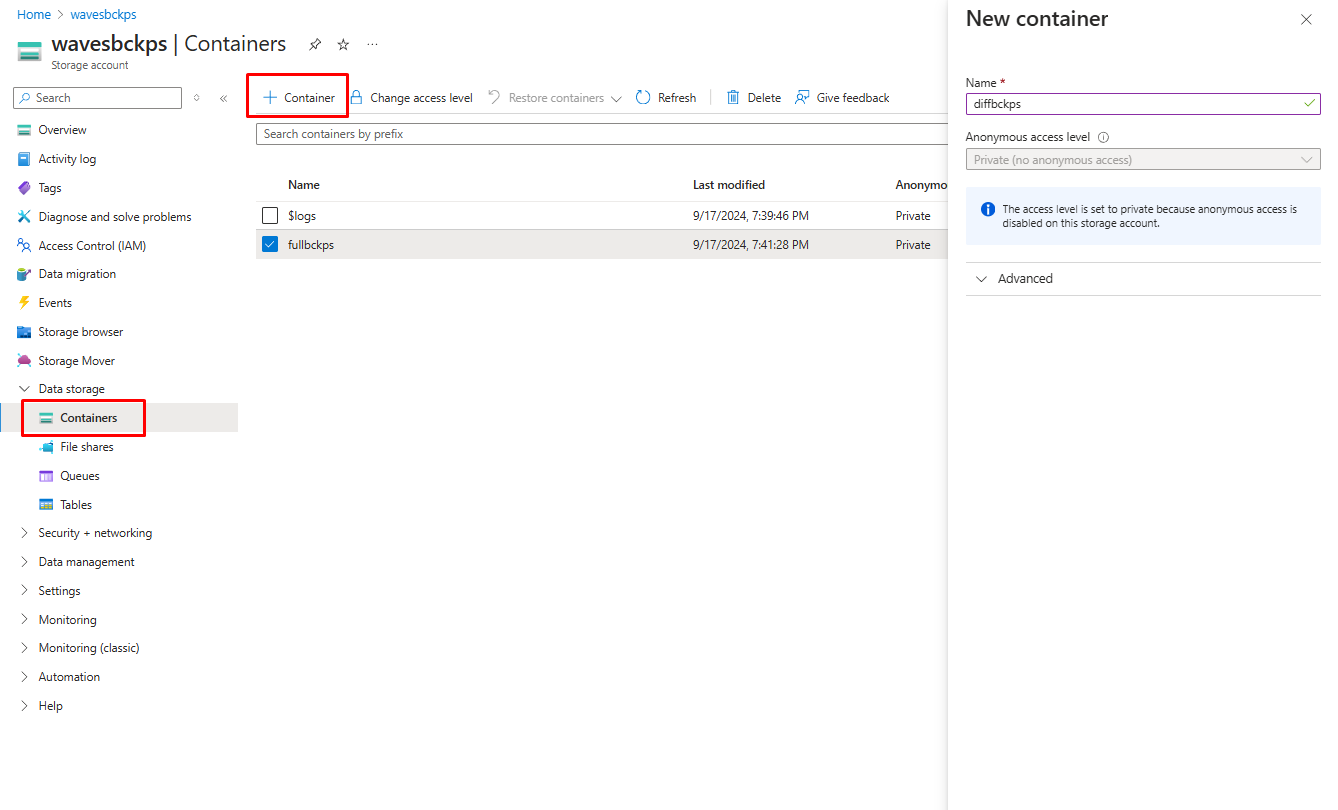 Home > wavesbckps
wavesbckps | Containers ...
Storage account
Search
Overview
Activity log
Tags
Diagnose and solve problems
Access Control (IAM)
Data migration
Events
Storage browser
Storage Mover
Data storage
Containers
File shares
Queues
Tables
Security + networking
Data management
Settings
Monitoring
Monitoring (classic)
Automation
Help
+ Container Change access level Restore containers Refresh Delete Give feedback
Search containers by prefix
Name Last modified Anonymo
$logs 9/17/2024, 7:39:46 PM Private
fullbckps 9/17/2024, 7:41:28 PM Private
New container
Name *
diffbckps
Anonymous access level
Private (no anonymous access)
The access level is set to private because anonymous access is
disabled on this storage account.
Advanced